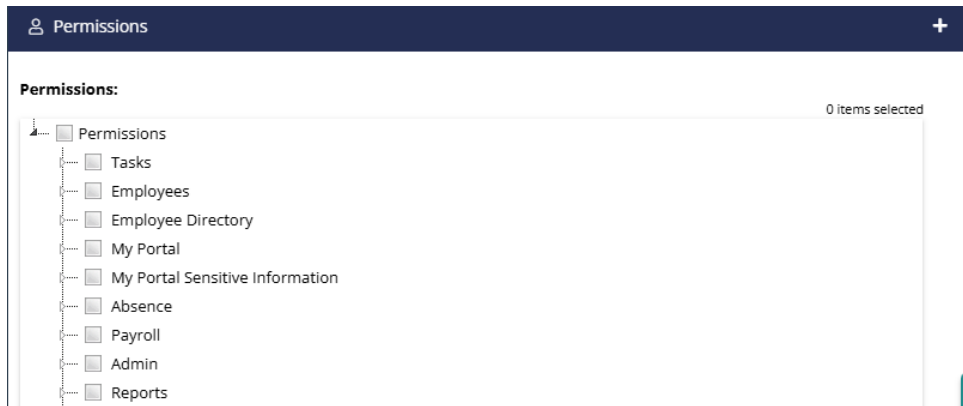 Permissions
Permissions:
0 items selected
Permissions
Tasks
Employees
Employee Directory
My Portal
My Portal Sensitive Information
Absence
Payroll
Admin
Reports